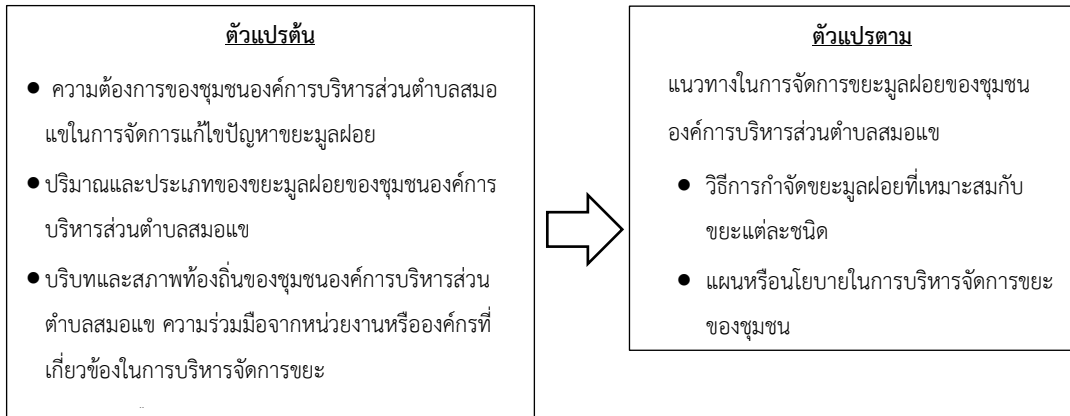 ตัวแปรต้น
● ความต้องการของชุมชนองค์การบริหารส่วนตำบลสมอ
แขในการจัดการแก้ไขปัญหาขยะมูลฝอย
● ปริมาณและประเภทของขยะมูลฝอยของชุมชนองค์การ
บริหารส่วนตำบลสมอแข
● บริบทและสภาพท้องถิ่นของชุมชนองค์การบริหารส่วน
ตำบลสมอแข ความร่วมมือจากหน่วยงานหรือองค์กรที่
เกี่ยวข้องในการบริหารจัดการขยะ
ตัวแปรตาม
แนวทางในการจัดการขยะมูลฝอยของชุมชน
องค์การบริหารส่วนตำบลสมอแข
● วิธีการกำจัดขยะมูลฝอยที่เหมาะสมกับ
ขยะแต่ละชนิด
● แผนหรือนโยบายในการบริหารจัดการขยะ
ของชุมชน